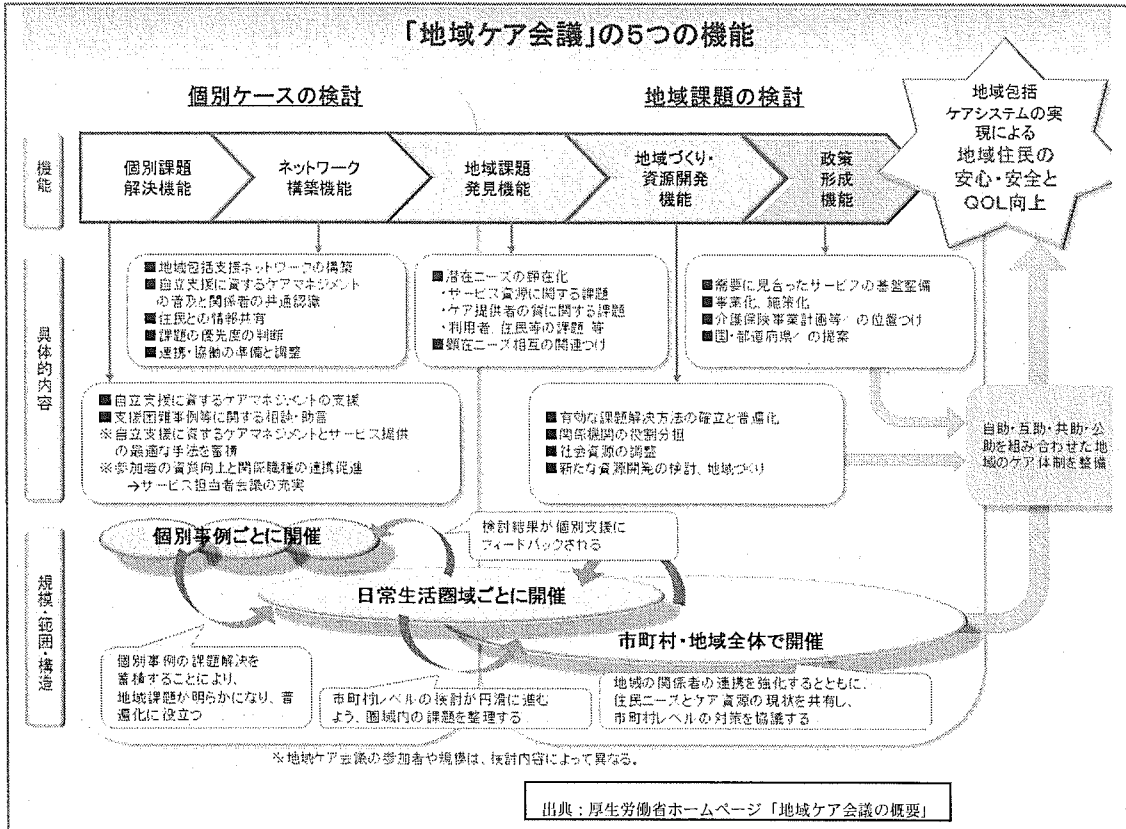 「地域ケア会議」の5つの機能
個別ケースの検討
地域課題の検討
地域包括
ケアシステムの実
現による
地域住民の
安心・安全と
QOL向上
機能
個別課題
解決機能
ネットワーク
構築機能
地域課題
発見機能
地域づくり・
資源開発
機能
政策
形成
機能
具体的内容
■地域包括支援ネットワークの構築
■自立支援に資するケアマネジメント
の普及と関係者の共通認識
■住民との情報共有
■課題の優先度の判断
■連携・協働の準備と調整
■潜在ニーズの顕在化
・サービス資源に関する課題
・ケア提供者の質に関する課題
・利用者、住民等の課題 等
■顕在ニーズ相互の関連づけ
■需要に見合ったサービスの基盤整備
■事業化、施策化
■介護保険事業計画等への位置づけ
■国・都道府県への提案
■自立支援に資するケアマネジメントの支援
■支援困難事例等に関する相談・助言
※自立支援に資するケアマネジメントとサービス提供
の最適な手法を蓄積
※参加者の資質向上と関係職種の連携促進
→サービス担当者会議の充実
■有効な課題解決方法の確立と普遍化
■関係機関の役割分担
■社会資源の調整
■新たな資源開発の検討、地域づくり
自助・互助・共助・公
助を組み合わせた地
域のケア体制を整備
規模・範囲・構造
個別事例ごとに開催
検討結果が個別支援に
フィードバックされる
日常生活圏域ごとに開催
市町村・地域全体で開催
個別事例の課題解決を
蓄積することにより、
地域課題が明らかになり、普
遍化に役立つ
市町村レベルの検討が円滑に進む
よう、圏域内の課題を整理する
地域の関係者の連携を強化するとともに、
住民ニーズとケア資源の現状を共有し、
市町村レベルの対策を協議する
※地域ケア会議の参加者や規模は、検討内容によって異なる。
出典：厚生労働省ホームページ「地域ケア会議の概要」